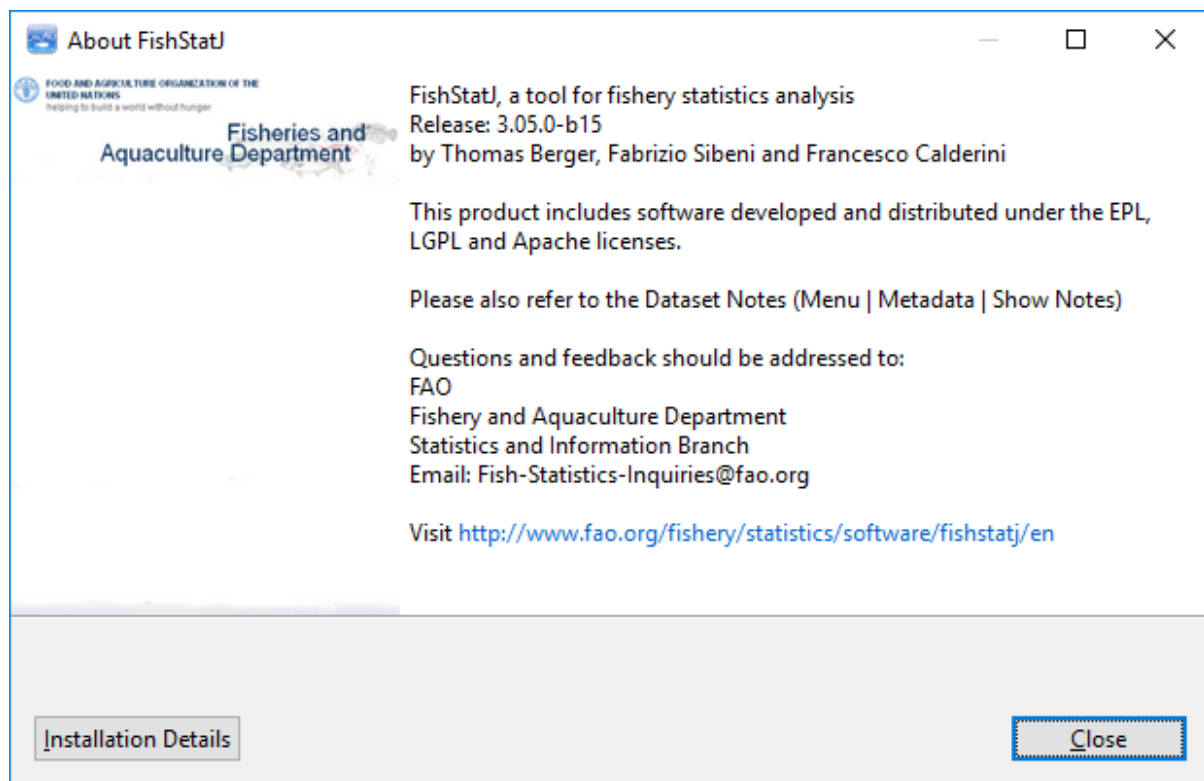 About FishStatJ
FOOD AND AGRICULTURE ORGANIZATION OF THE
UNITED NATIONS
helping to build a world without hunger
Fisheries and
Aquaculture Department
FishStatJ, a tool for fishery statistics analysis
Release: 3.05.0-b15
by Thomas Berger, Fabrizio Sibeni and Francesco Calderini
This product includes software developed and distributed under the EPL,
LGPL and Apache licenses.
Please also refer to the Dataset Notes (Menu | Metadata | Show Notes)
Questions and feedback should be addressed to:
FAO
Fishery and Aquaculture Department
Statistics and Information Branch
Email: Fish-Statistics-Inquiries@fao.org
Visit http://www.fao.org/fishery/statistics/software/fishstatj/en
Installation Details
Close